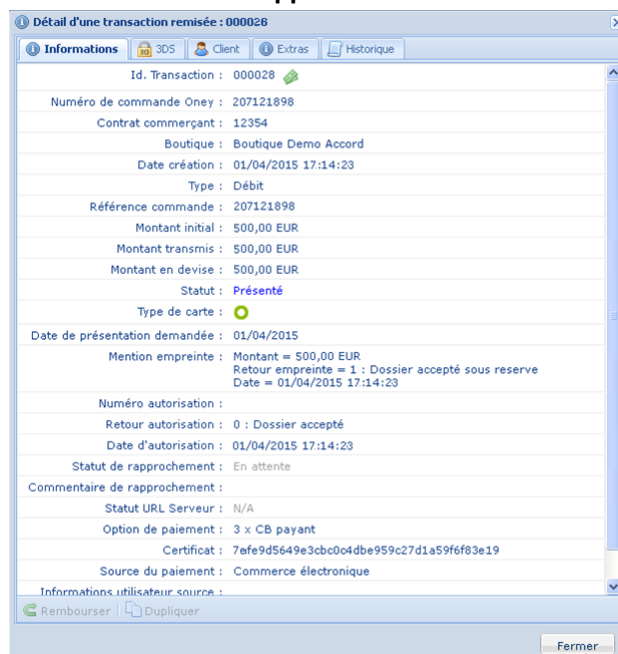 Détail d'une transaction remisée : 000026
Informations 3DS Client Extras Historique
Id. Transaction : 000028
Numéro de commande Oney : 207121898
Contrat commerçant : 12354
Boutique : Boutique Demo Accord
Date création : 01/04/2015 17:14:23
Type : Débit
Référence commande : 207121898
Montant initial : 500,00 EUR
Montant transmis : 500,00 EUR
Montant en devise : 500,00 EUR
Statut : Présenté
Type de carte :
Date de présentation demandée : 01/04/2015
Mention empreinte : Montant = 500,00 EUR
Retour empreinte = 1 : Dossier accepté sous reserve
Date = 01/04/2015 17:14:23
Numéro autorisation :
Retour autorisation : 0 : Dossier accepté
Date d'autorisation : 01/04/2015 17:14:23
Statut de rapprochement : En attente
Commentaire de rapprochement :
Statut URL Serveur : N/A
Option de paiement : 3 x CB payant
Certificat : 7efe9d5649e3cbc0c4dbe959c27d1a59f6f83e19
Source du paiement : Commerce électronique
Informations utilisateur source :
Rembourser Dupliquer
Fermer